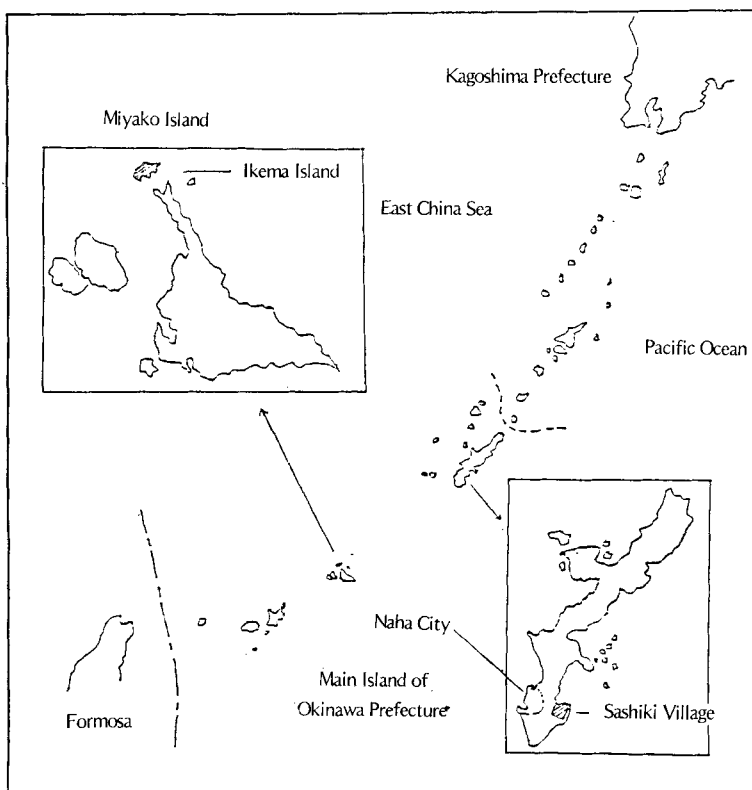 Kagoshima Prefecture
Miyako Island
Ikema Island
East China Sea
Pacific Ocean
Naha City
Main Island of
Okinawa Prefecture
Sashiki Village
Formosa